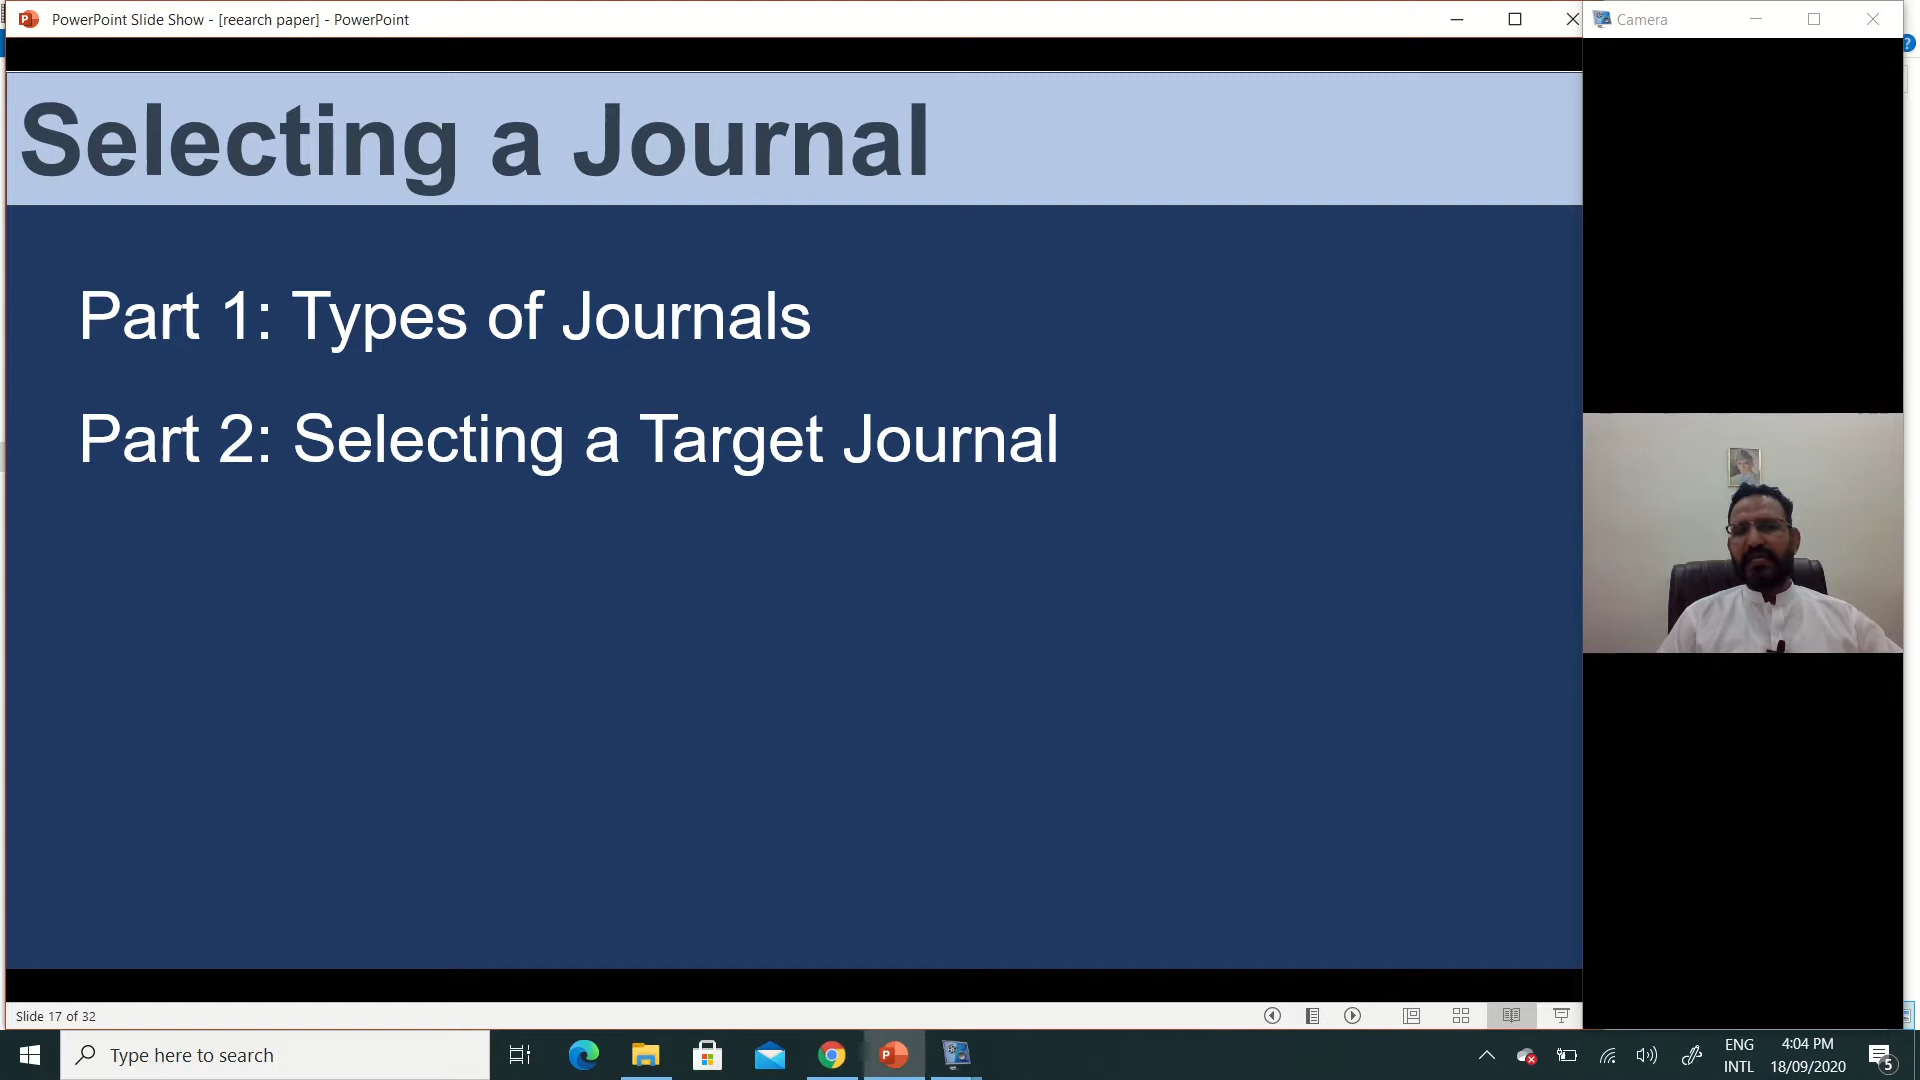 PowerPoint Slide Show - [reearch paper] - PowerPoint
Camera
Selecting a Journal
Part 1: Types of Journals
Part 2: Selecting a Target Journal
Slide 17 of 32
Type here to search
ENG
INTL
4:04 PM
18/09/2020
5